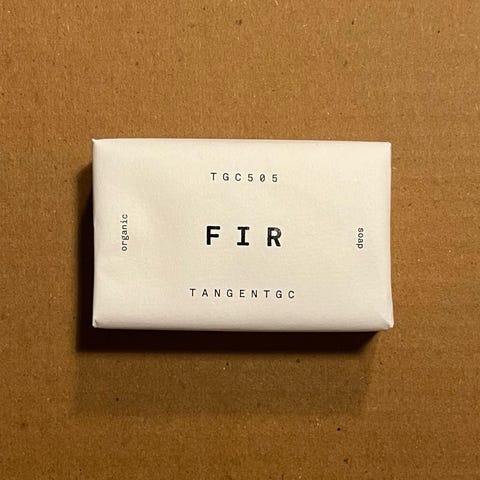 TGC505
organic
FIR
soap
TANGENTGC